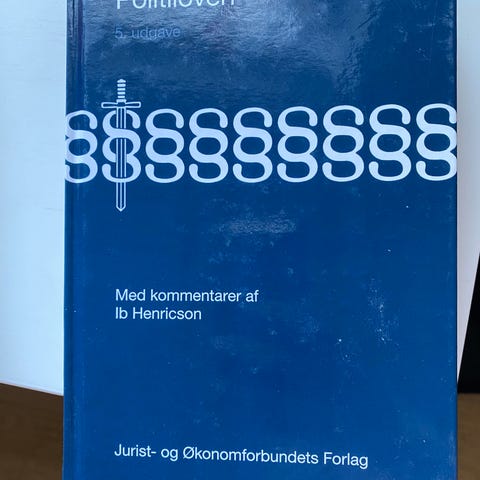 Politiloven
5. udgave
§§§§§§§§§
Med kommentarer af
Ib Henricson
Jurist- og Økonomforbundets Forlag